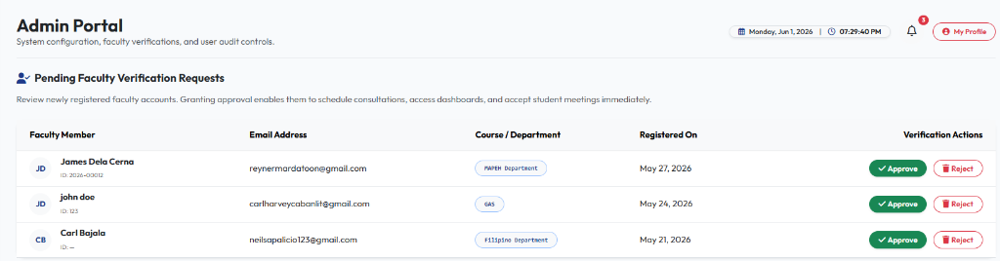 Admin Portal
System configuration, faculty verifications, and user audit controls.
Monday, Jun 1, 2026 | 07:29:40 PM
3
My Profile
Pending Faculty Verification Requests
Review newly registered faculty accounts. Granting approval enables them to schedule consultations, access dashboards, and accept student meetings immediately.
Faculty Member Email Address Course / Department Registered On Verification Actions
JD James Dela Cerna reynermardatoon@gmail.com MAPEH Department May 27, 2026 Approve Reject
ID: 2026-00012
JD john doe carlharveycabanlit@gmail.com GAS May 24, 2026 Approve Reject
ID: 123
CB Carl Bajala neilsapalicio123@gmail.com Filipino Department May 21, 2026 Approve Reject
ID: —